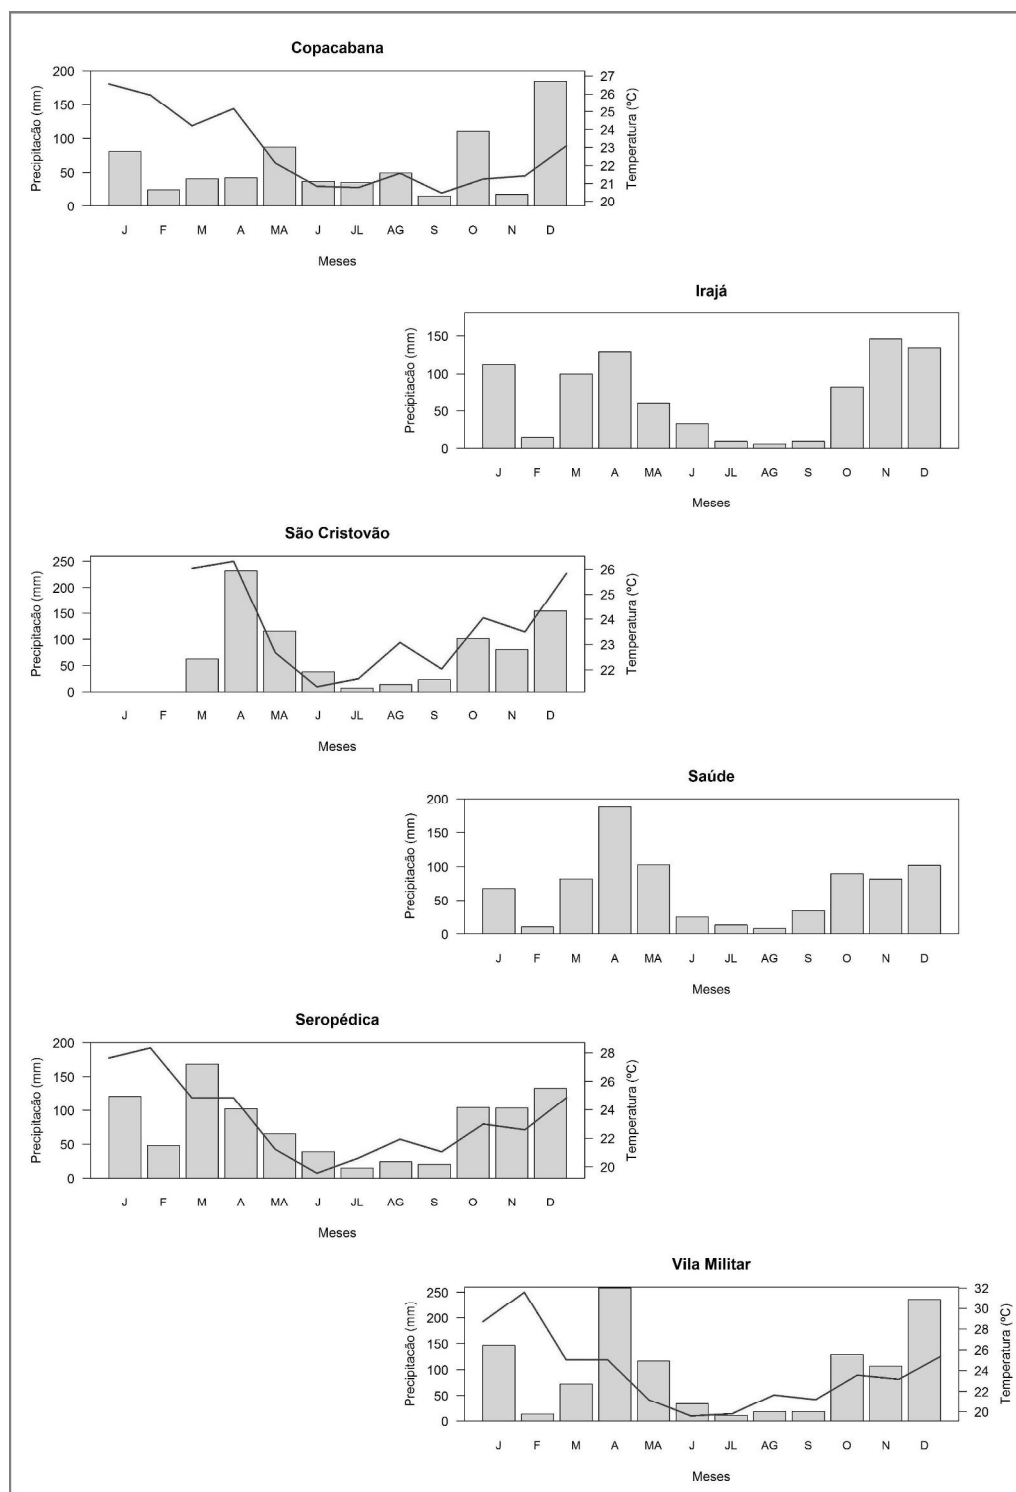 Copacabana
Precipitacão (mm)
200
150
100
50
0
27
26
25
24
23
22
21
20
Temperatura (ºC)
J F M A MA J JL AG S O N D
Meses
Irajá
Precipitacão (mm)
150
100
50
0
J F M A MA J JL AG S O N D
Meses
São Cristovão
Precipitacão (mm)
250
200
150
100
50
0
26
25
24
23
22
Temperatura (ºC)
J F M A MA J JL AG S O N D
Meses
Saúde
Precipitacão (mm)
200
150
100
50
0
J F M A MA J JL AG S O N D
Meses
Seropédica
Precipitacão (mm)
200
150
100
50
0
28
26
24
22
20
Temperatura (ºC)
J F M A MA J JL AG S O N D
Meses
Vila Militar
Precipitacão (mm)
250
200
150
100
50
0
32
30
28
26
24
22
20
Temperatura (ºC)
J F M A MA J JL AG S O N D
Meses